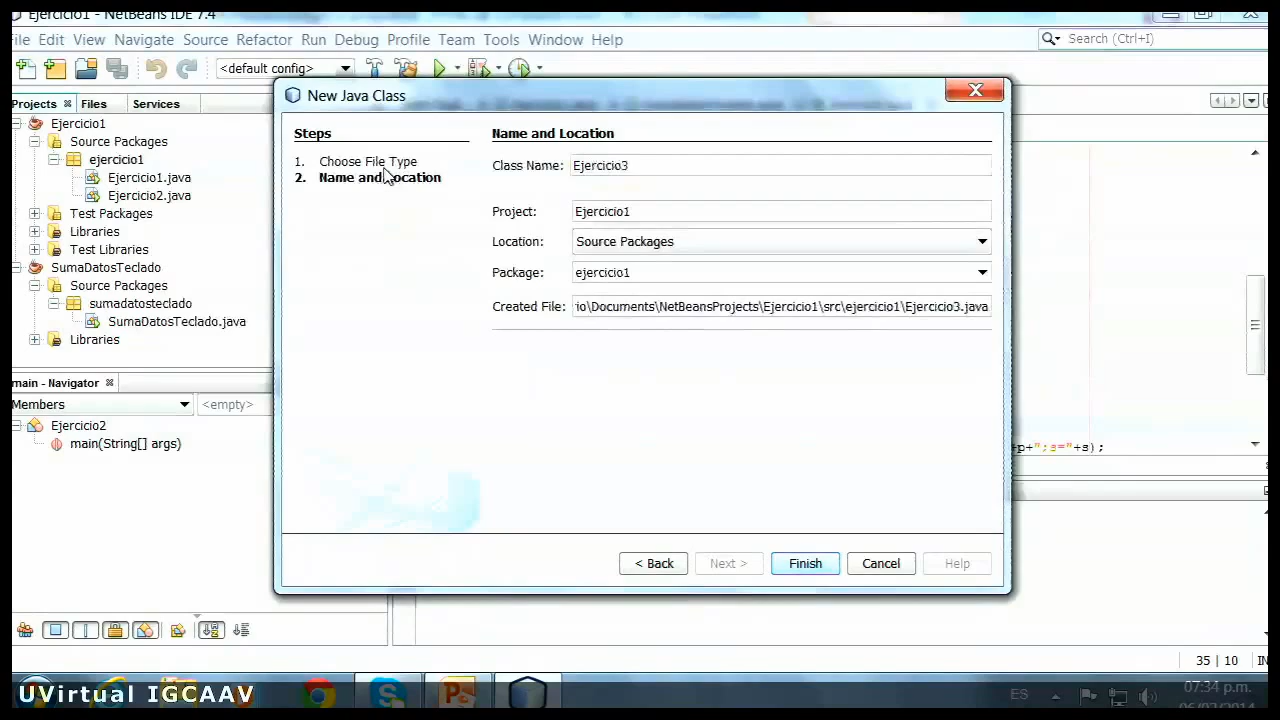 Ejercicio1 - NetBeans IDE 7.4
File Edit View Navigate Source Refactor Run Debug Profile Team Tools Window Help
Search (Ctrl+I)
<default config>
Projects Files Services
Ejercicio1
Source Packages
ejercicio1
Ejercicio1.java
Ejercicio2.java
Test Packages
Libraries
Test Libraries
SumaDatosTeclado
Source Packages
sumadatosteclado
SumaDatosTeclado.java
Libraries
main - Navigator
Members
<empty>
Ejercicio2
main(String[] args)
New Java Class
Steps
1. Choose File Type
2. Name and Location
Name and Location
Class Name: Ejercicio3
Project: Ejercicio1
Location: Source Packages
Package: ejercicio1
Created File: io\Documents\NetBeansProjects\Ejercicio1\src\ejercicio1\Ejercicio3.java
< Back Next > Finish Cancel Help
+p+";s="+s);
35 | 10 IN
UVirtual IGCAAV
ES
07:34 p.m.